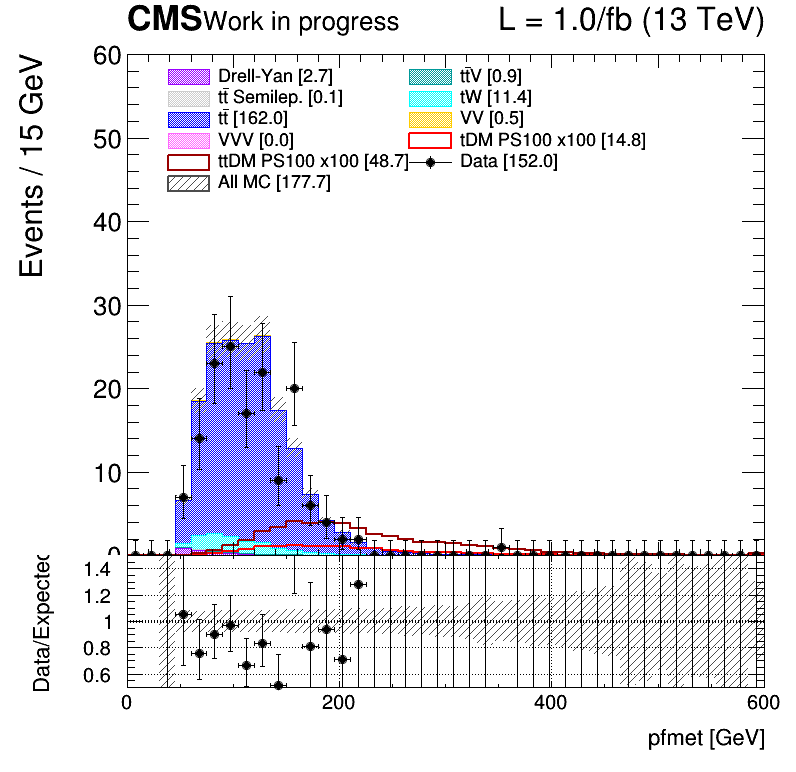 CMS Work in progress L = 1.0/fb (13 TeV)
Events / 15 GeV
60
50
40
30
20
10
0
Drell-Yan [2.7] tt̄V [0.9]
tt̄ Semilep. [0.1] tW [11.4]
tt̄ [162.0] VV [0.5]
VVV [0.0] tDM PS100 x100 [14.8]
ttDM PS100 x100 [48.7] Data [152.0]
All MC [177.7]
Data/Expected
1.4
1.2
1
0.8
0.6
0 200 400 600
pfmet [GeV]